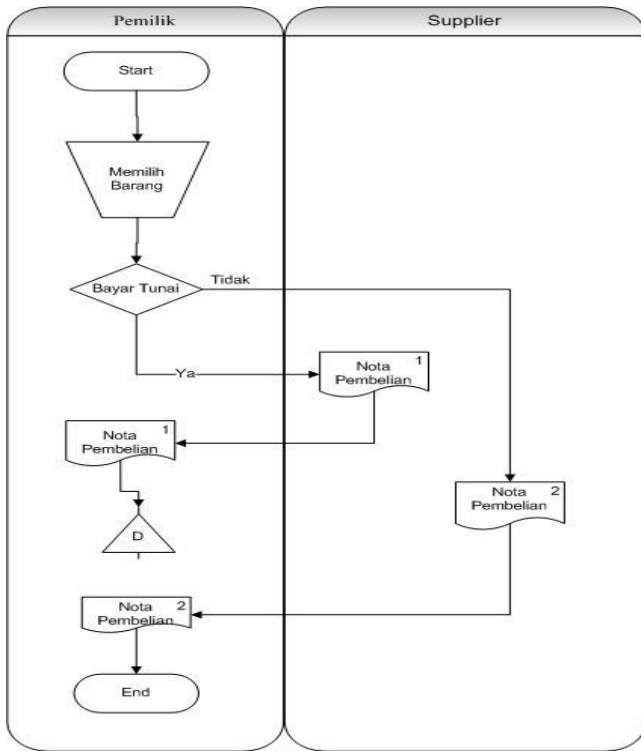 Pemilik
Supplier
Start
Memilih
Barang
Bayar Tunai
Tidak
Ya
Nota
Pembelian
1
Nota
Pembelian
1
Nota
Pembelian
2
D
Nota
Pembelian
2
End